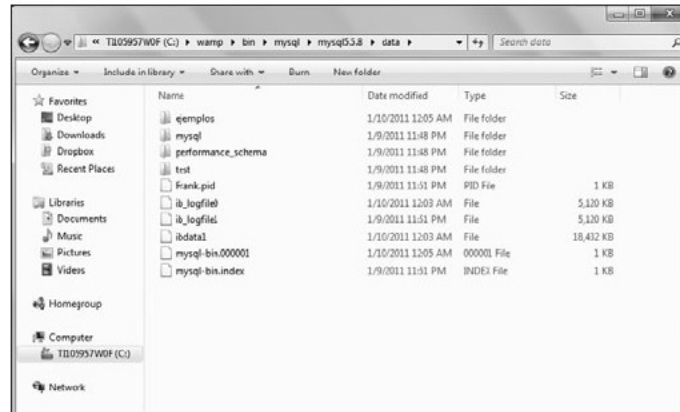 « TI105957W0F (C:) ▸ wamp ▸ bin ▸ mysql ▸ mysql5.5.8 ▸ data ▸ Search data
Organize Include in library Share with Burn New folder
Name Date modified Type Size
Favorites
Desktop
Downloads
Dropbox
Recent Places
Libraries
Documents
Music
Pictures
Videos
Homegroup
Computer
TI105957W0F (C:)
Network
ejemplos 1/10/2011 12:05 AM File folder
mysql 1/9/2011 11:48 PM File folder
performance_schema 1/9/2011 11:48 PM File folder
test 1/9/2011 11:48 PM File folder
Frank.pid 1/9/2011 11:51 PM PID File 1 KB
ib_logfile0 1/10/2011 12:03 AM File 5,120 KB
ib_logfile1 1/9/2011 11:51 PM File 5,120 KB
ibdata1 1/10/2011 12:03 AM File 18,432 KB
mysql-bin.000001 1/10/2011 12:05 AM 000001 File 1 KB
mysql-bin.index 1/9/2011 11:51 PM INDEX File 1 KB